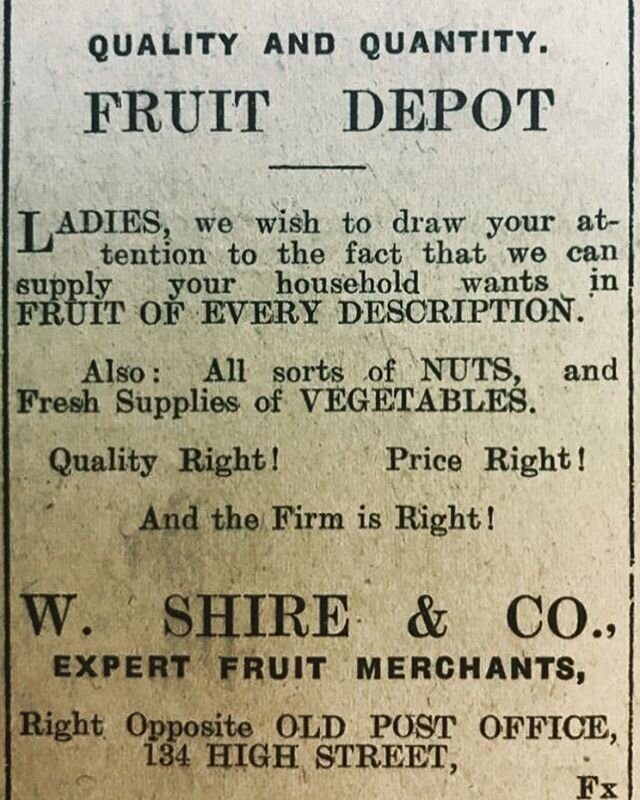 QUALITY AND QUANTITY.
FRUIT DEPOT
LADIES, we wish to draw your at-
tention to the fact that we can
supply your household wants in
FRUIT OF EVERY DESCRIPTION.
Also: All sorts of NUTS, and
Fresh Supplies of VEGETABLES.
Quality Right! Price Right!
And the Firm is Right!
W. SHIRE & CO.,
EXPERT FRUIT MERCHANTS,
Right Opposite OLD POST OFFICE,
134 HIGH STREET,
Fx